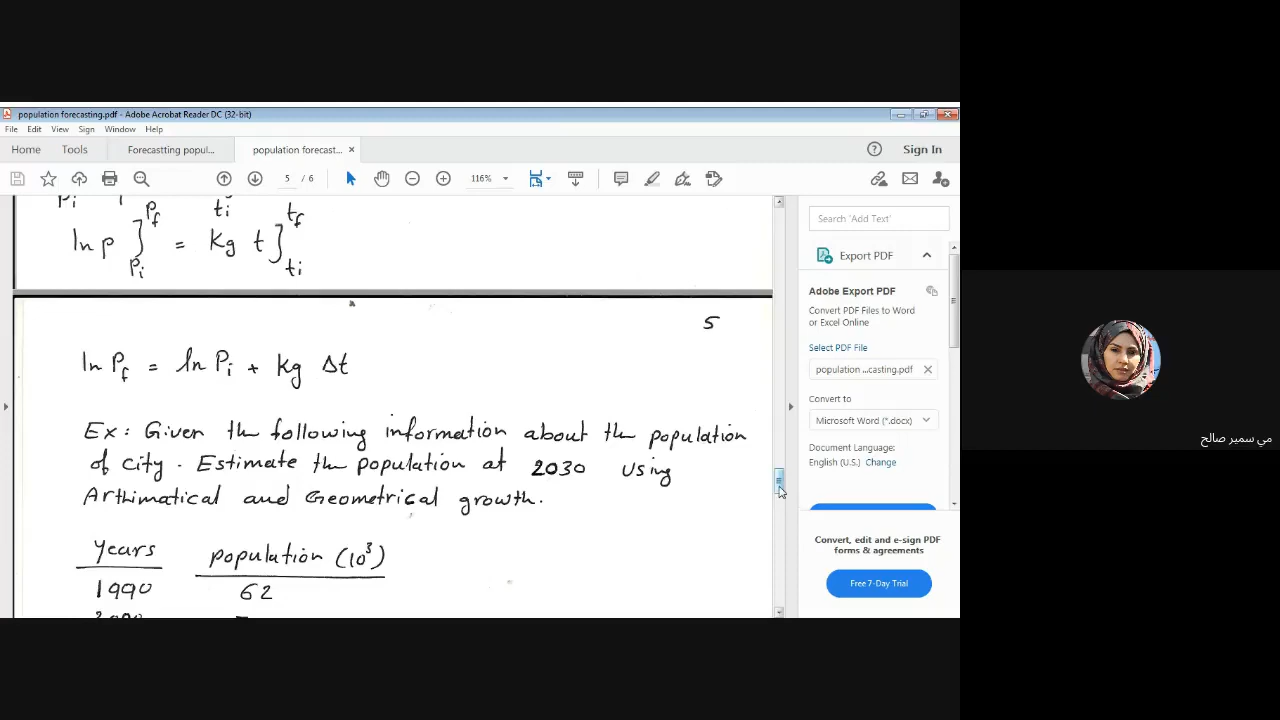 population forecasting.pdf - Adobe Acrobat Reader DC (32-bit)
File Edit View Sign Window Help
Home Tools Forecastting popul... population forecast... × Sign In
5 / 6 116%
Pi Pf ti tf
ln P ]Pi = Kg t ]ti
5
ln Pf = ln Pi + Kg Δt
Ex: Given the following information about the population
of city. Estimate the population at 2030 using
Arthimatical and Geometrical growth.
years population (10³)
1990 62
Search 'Add Text'
Export PDF
Adobe Export PDF
Convert PDF Files to Word
or Excel Online
Select PDF File
population ...casting.pdf ×
Convert to
Microsoft Word (*.docx)
Document Language:
English (U.S.) Change
Convert, edit and e-sign PDF
forms & agreements
Free 7-Day Trial
مي سمير صالح